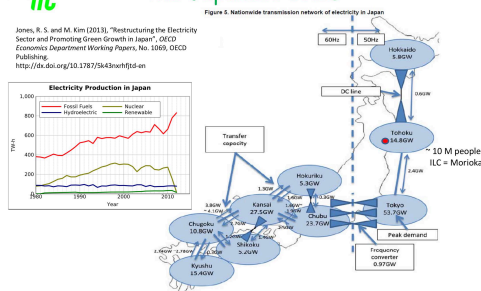 ilc
Jones, R. S. and M. Kim (2013), "Restructuring the Electricity
Sector and Promoting Green Growth in Japan", OECD
Economics Department Working Papers, No. 1069, OECD
Publishing.
http://dx.doi.org/10.1787/5k43nxrhfjtd-en
Electricity Production in Japan
1,000
800
600
400
200
0
TW-h
Fossil Fuels
Nuclear
Hydroelectric
Renewable
1980
1990
2000
2010
Year
Figure 5. Nationwide transmission network of electricity in Japan
60Hz
50Hz
Hokkaido
5.8GW
DC line
0.6GW
Tohoku
14.8GW
~ 10 M people
ILC = Morioka
2.4GW
Transfer
capacity
Hokuriku
5.3GW
1.3GW
Kansai
27.5GW
Chubu
23.7GW
Tokyo
53.7GW
Peak demand
Frequency
converter
0.97GW
Chugoku
10.8GW
Shikoku
5.2GW
Kyushu
15.4GW